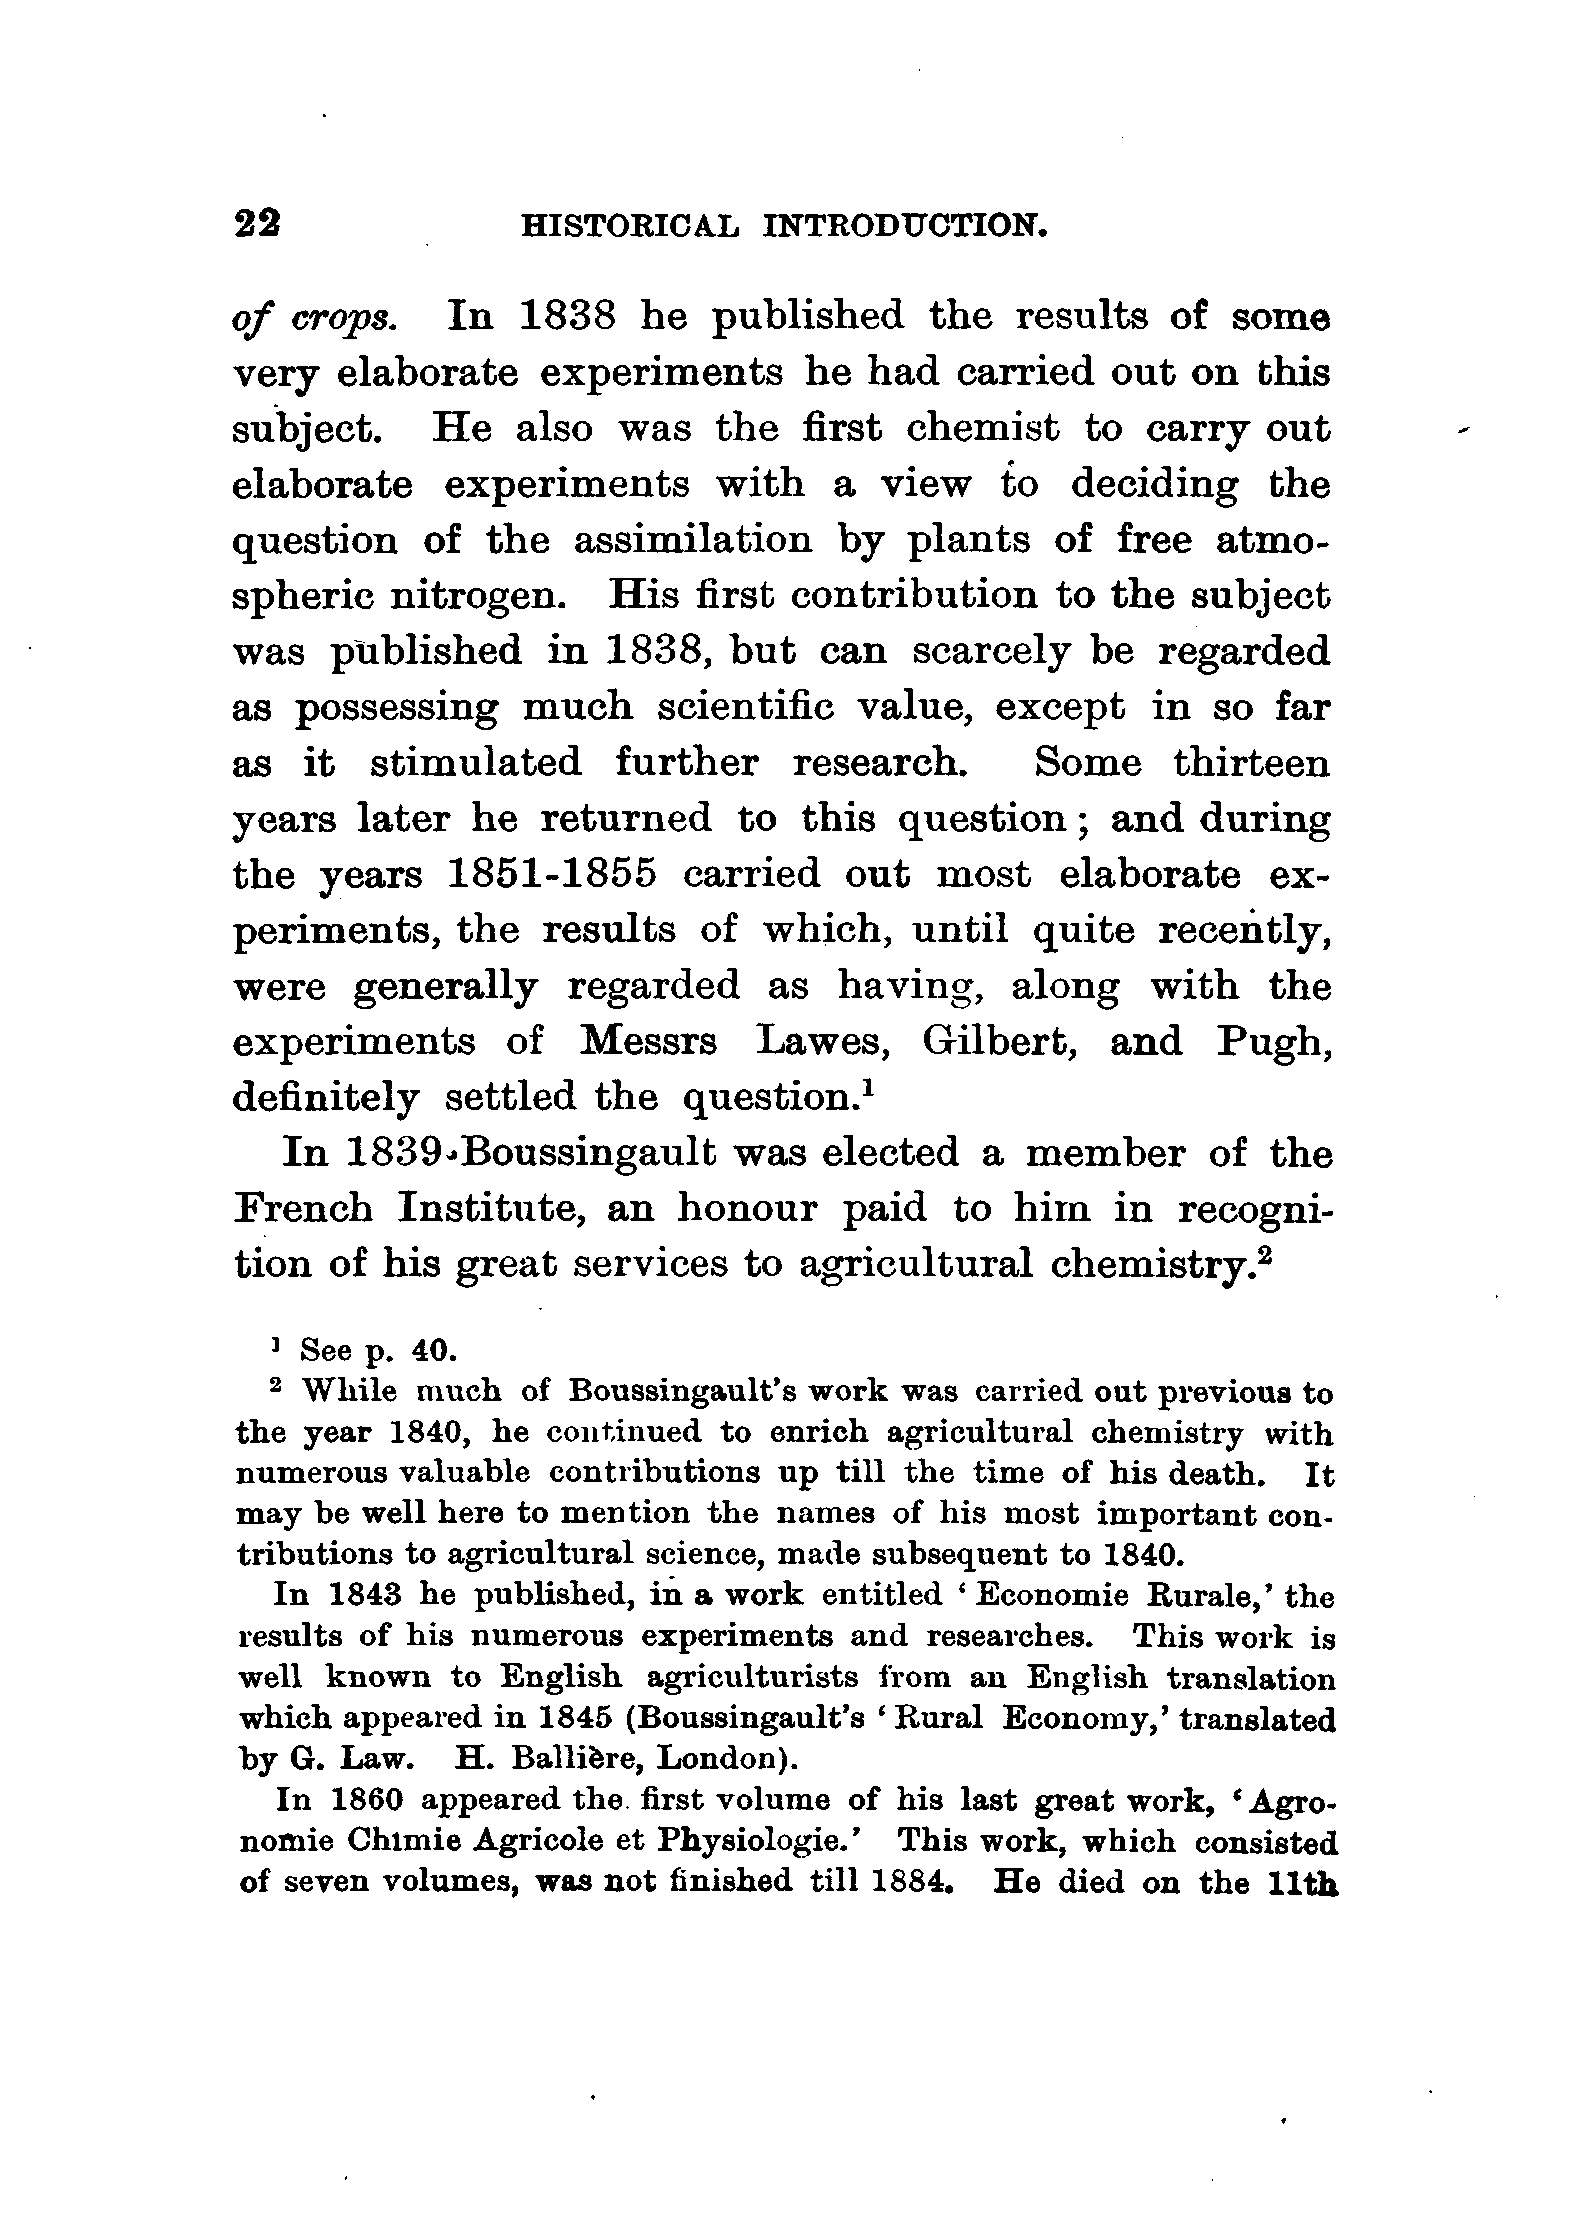 22 HISTORICAL INTRODUCTION.
of crops. In 1838 he published the results of some
very elaborate experiments he had carried out on this
subject. He also was the first chemist to carry out
elaborate experiments with a view to deciding the
question of the assimilation by plants of free atmo-
spheric nitrogen. His first contribution to the subject
was published in 1838, but can scarcely be regarded
as possessing much scientific value, except in so far
as it stimulated further research. Some thirteen
years later he returned to this question; and during
the years 1851-1855 carried out most elaborate ex-
periments, the results of which, until quite recently,
were generally regarded as having, along with the
experiments of Messrs Lawes, Gilbert, and Pugh,
definitely settled the question.¹
In 1839 Boussingault was elected a member of the
French Institute, an honour paid to him in recogni-
tion of his great services to agricultural chemistry.²
¹ See p. 40.
² While much of Boussingault's work was carried out previous to
the year 1840, he continued to enrich agricultural chemistry with
numerous valuable contributions up till the time of his death. It
may be well here to mention the names of his most important con-
tributions to agricultural science, made subsequent to 1840.
In 1843 he published, in a work entitled ‘Economie Rurale,’ the
results of his numerous experiments and researches. This work is
well known to English agriculturists from an English translation
which appeared in 1845 (Boussingault's ‘Rural Economy,’ translated
by G. Law. H. Ballière, London).
In 1860 appeared the first volume of his last great work, ‘Agro-
nomie Chimie Agricole et Physiologie.’ This work, which consisted
of seven volumes, was not finished till 1884. He died on the 11th